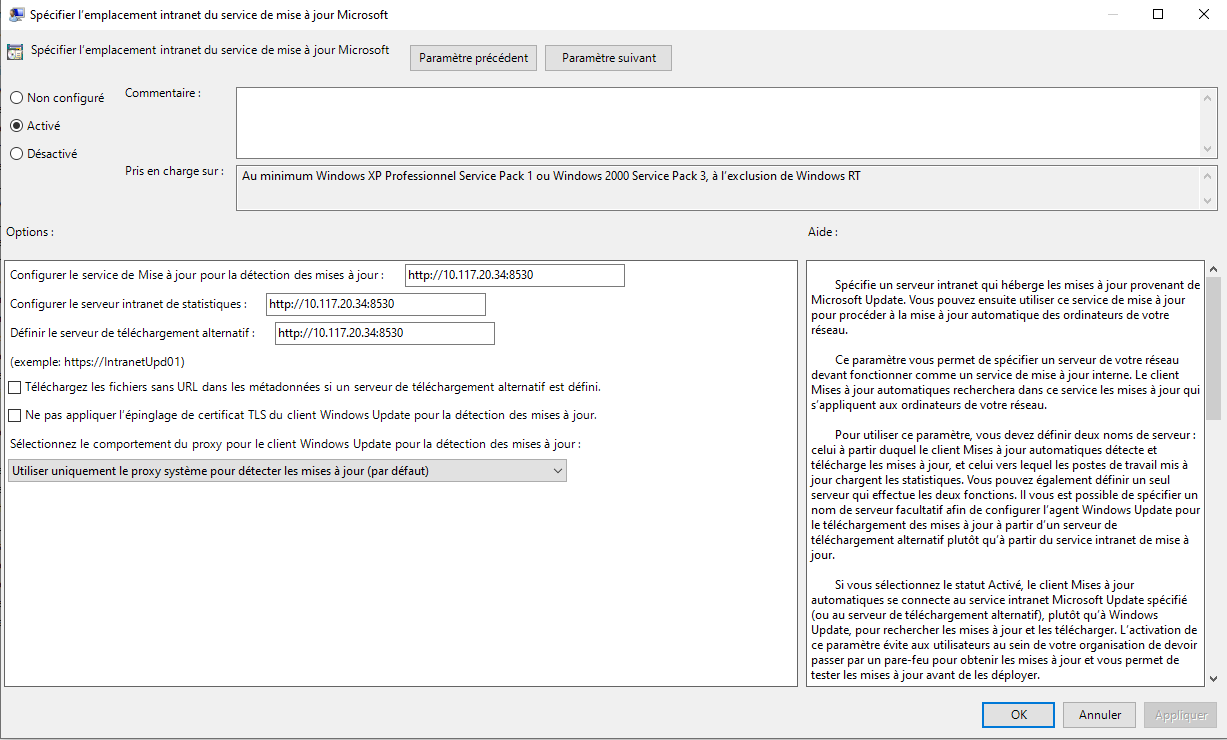 Spécifier l'emplacement intranet du service de mise à jour Microsoft
Spécifier l'emplacement intranet du service de mise à jour Microsoft
Paramètre précédent
Paramètre suivant
Non configuré
Commentaire :
Activé
Désactivé
Pris en charge sur :
Au minimum Windows XP Professionnel Service Pack 1 ou Windows 2000 Service Pack 3, à l'exclusion de Windows RT
Options :
Aide :
Configurer le service de Mise à jour pour la détection des mises à jour :
http://10.117.20.34:8530
Configurer le serveur intranet de statistiques :
http://10.117.20.34:8530
Définir le serveur de téléchargement alternatif :
http://10.117.20.34:8530
(exemple: https://IntranetUpd01)
Téléchargez les fichiers sans URL dans les métadonnées si un serveur de téléchargement alternatif est défini.
Ne pas appliquer l'épinglage de certificat TLS du client Windows Update pour la détection des mises à jour.
Sélectionnez le comportement du proxy pour le client Windows Update pour la détection des mises à jour :
Utiliser uniquement le proxy système pour détecter les mises à jour (par défaut)
Spécifie un serveur intranet qui héberge les mises à jour provenant de
Microsoft Update. Vous pouvez ensuite utiliser ce service de mise à jour
pour procéder à la mise à jour automatique des ordinateurs de votre
réseau.
Ce paramètre vous permet de spécifier un serveur de votre réseau
devant fonctionner comme un service de mise à jour interne. Le client
Mises à jour automatiques recherchera dans ce service les mises à jour qui
s'appliquent aux ordinateurs de votre réseau.
Pour utiliser ce paramètre, vous devez définir deux noms de serveur :
celui à partir duquel le client Mises à jour automatiques détecte et
télécharge les mises à jour, et celui vers lequel les postes de travail mis à
jour chargent les statistiques. Vous pouvez également définir un seul
serveur qui effectue les deux fonctions. Il vous est possible de spécifier un
nom de serveur facultatif afin de configurer l'agent Windows Update pour
le téléchargement des mises à jour à partir d'un serveur de
téléchargement alternatif plutôt qu'à partir du service intranet de mise à
jour.
Si vous sélectionnez le statut Activé, le client Mises à jour
automatiques se connecte au service intranet Microsoft Update spécifié
(ou au serveur de téléchargement alternatif), plutôt qu'à Windows
Update, pour rechercher les mises à jour et les télécharger. L'activation de
ce paramètre évite aux utilisateurs au sein de votre organisation de devoir
passer par un pare-feu pour obtenir les mises à jour et vous permet de
tester les mises à jour avant de les déployer.
OK
Annuler
Appliquer